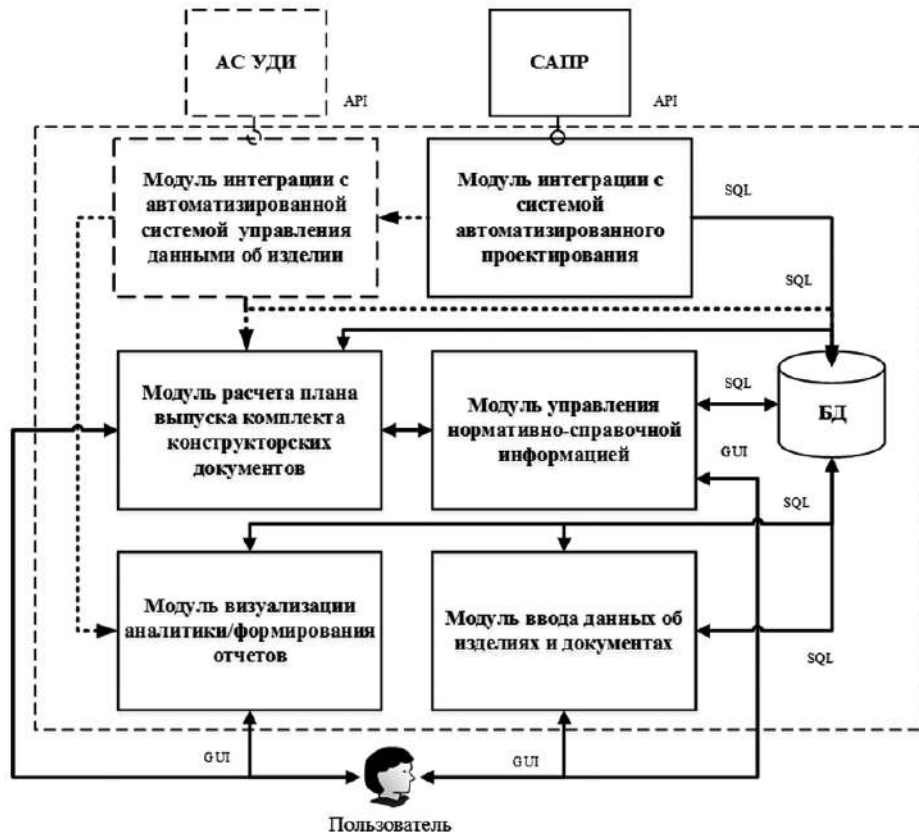 АС УДИ
САПР
API
API
Модуль интеграции с
автоматизированной
системой управления
данными об изделии
Модуль интеграции с
системой
автоматизированного
проектирования
SQL
SQL
Модуль расчета плана
выпуска комплекта
конструкторских
документов
Модуль управления
нормативно-справочной
информацией
SQL
БД
GUI
SQL
Модуль визуализации
аналитики/формирования
отчетов
Модуль ввода данных об
изделиях и документах
SQL
GUI
GUI
Пользователь